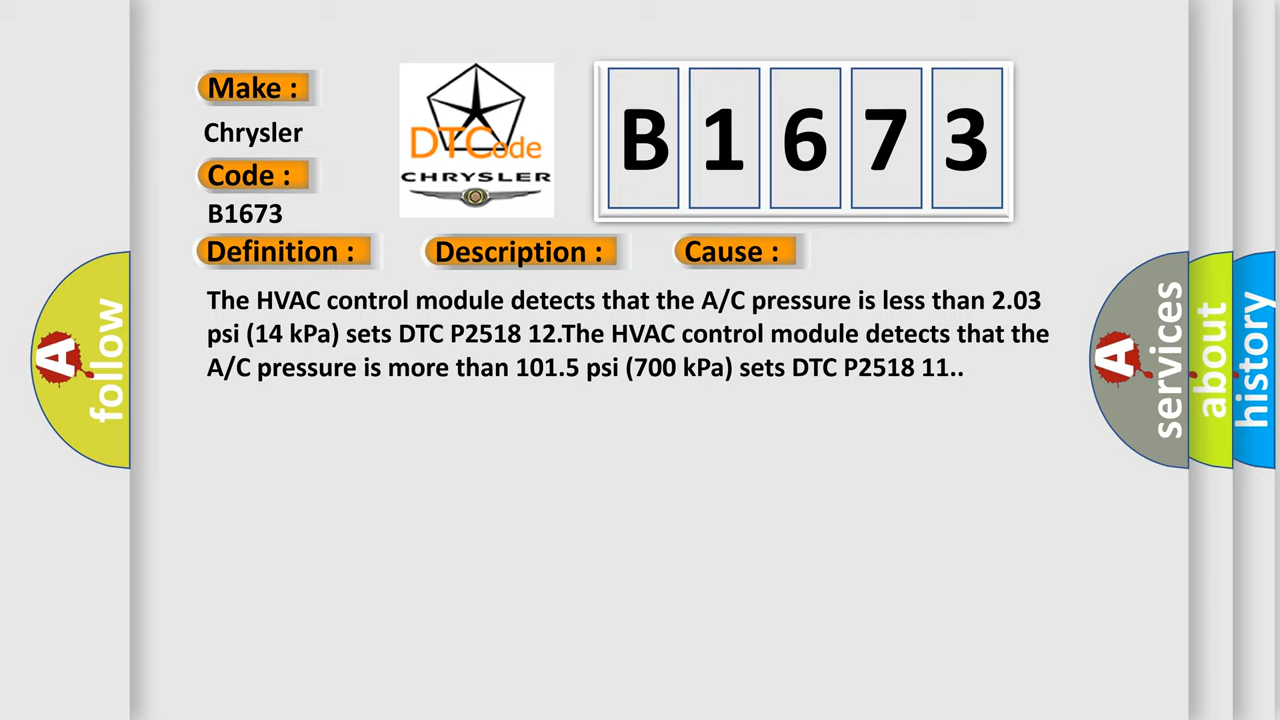 Make :
Chrysler
Code :
B1673
DTCode
CHRYSLER
B 1 6 7 3
Definition :
Description :
Cause :
The HVAC control module detects that the A/C pressure is less than 2.03
psi (14 kPa) sets DTC P2518 12.The HVAC control module detects that the
A/C pressure is more than 101.5 psi (700 kPa) sets DTC P2518 11..
A
follow
A
services
about
history